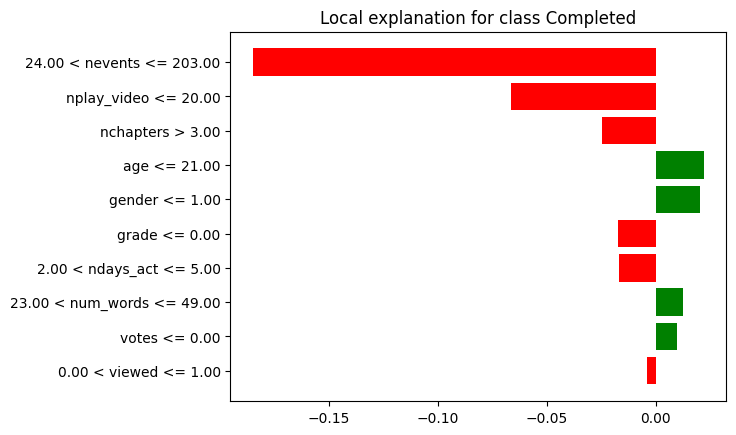 Local explanation for class Completed
24.00 < nevents <= 203.00
nplay_video <= 20.00
nchapters > 3.00
age <= 21.00
gender <= 1.00
grade <= 0.00
2.00 < ndays_act <= 5.00
23.00 < num_words <= 49.00
votes <= 0.00
0.00 < viewed <= 1.00
−0.15 −0.10 −0.05 0.00